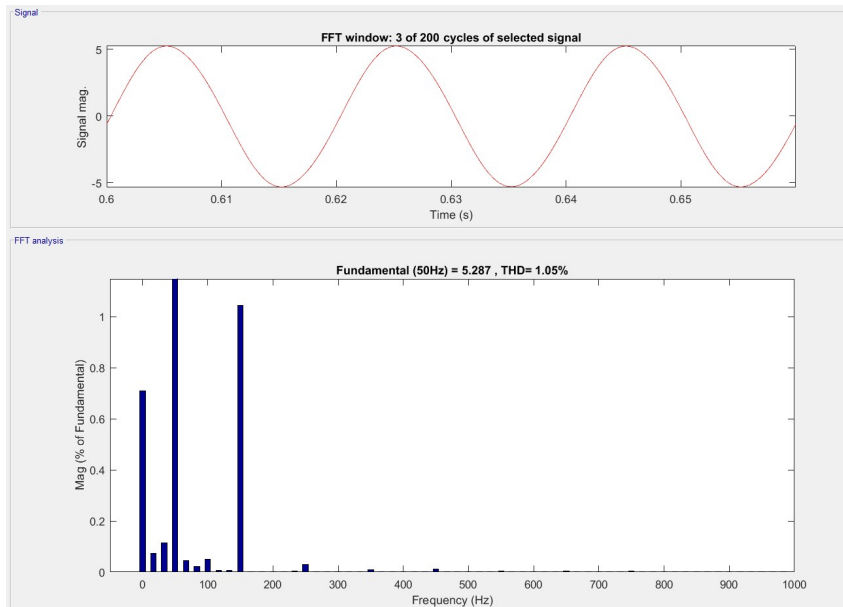 Signal
FFT window: 3 of 200 cycles of selected signal
Signal mag.
5
0
-5
0.6 0.61 0.62 0.63 0.64 0.65
Time (s)
FFT analysis
Fundamental (50Hz) = 5.287 , THD= 1.05%
Mag (% of Fundamental)
1
0.8
0.6
0.4
0.2
0
0 100 200 300 400 500 600 700 800 900 1000
Frequency (Hz)